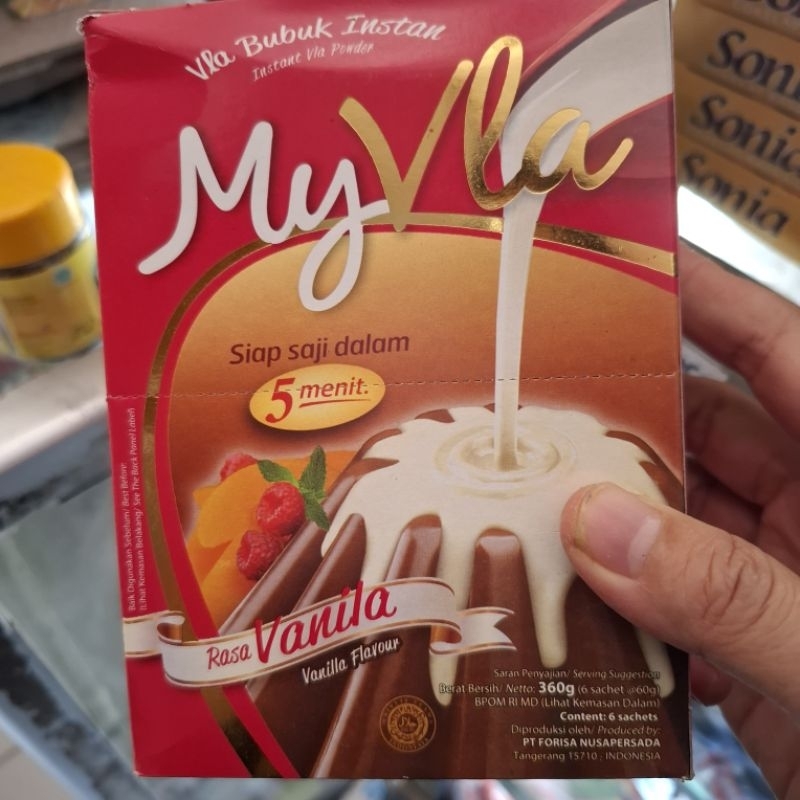 Vla Bubuk Instan
Instant Vla Powder
MyVla
Siap saji dalam
5 menit.
Baik Digunakan Sebelum/ Best Before:
(Lihat Kemasan Belakang/ See The Back Panel Label)
Rasa Vanila
Vanilla Flavour
Saran Penyajian/ Serving Suggestion
Berat Bersih/ Netto: 360g (6 sachet @60g)
BPOM RI MD (Lihat Kemasan Dalam)
Content: 6 sachets
Diproduksi oleh/ Produced by:
PT FORISA NUSAPERSADA
Tangerang 15710 , INDONESIA
Sonia
Sonia